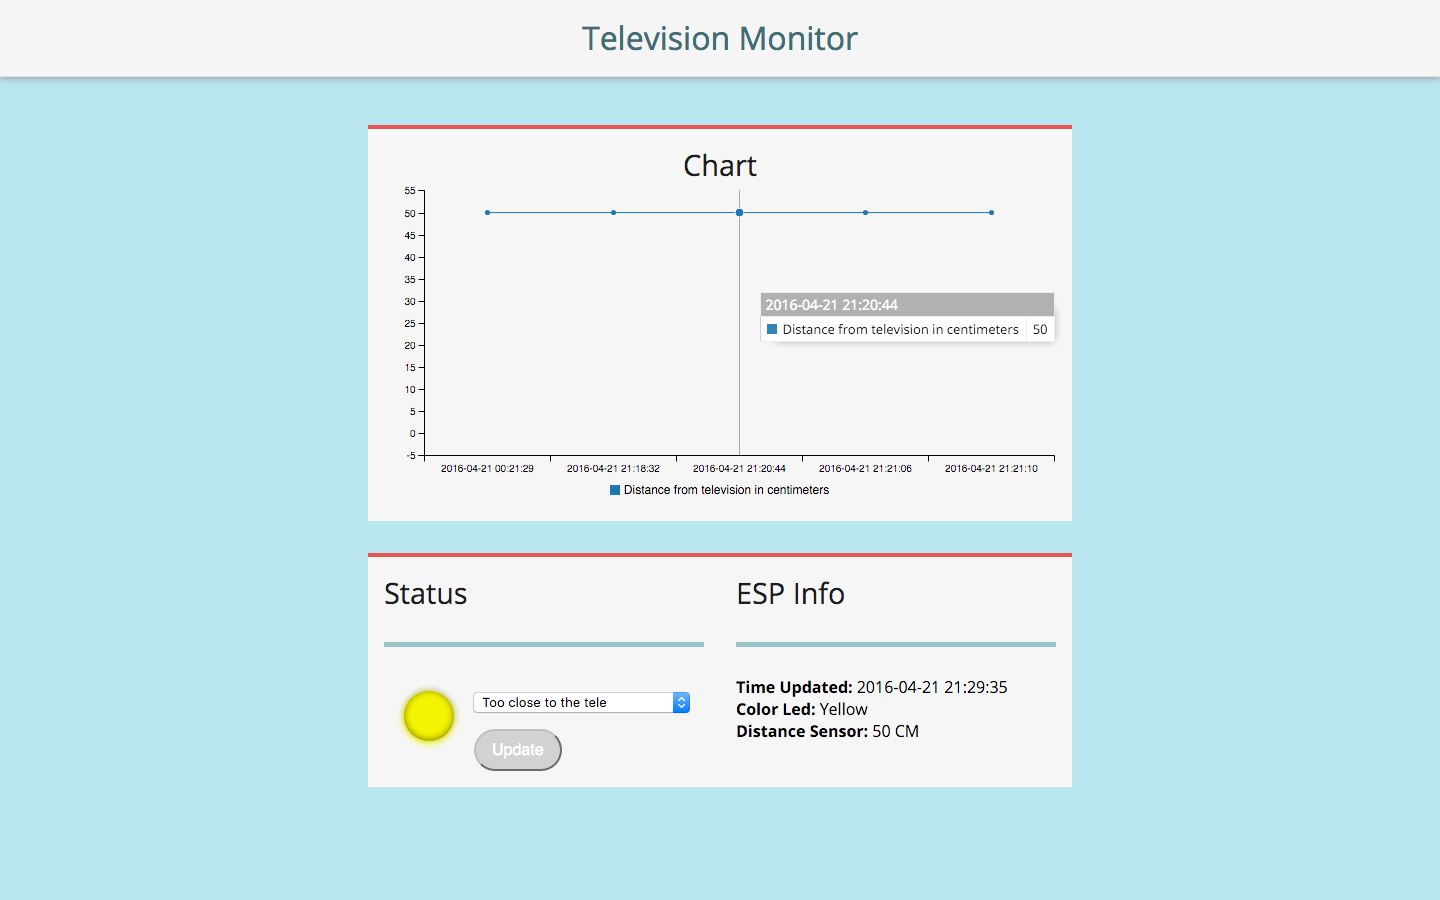 Television Monitor
Chart
55
50
45
40
35
30
25
20
15
10
5
0
-5
2016-04-21 21:20:44
Distance from television in centimeters 50
2016-04-21 00:21:29 2016-04-21 21:18:32 2016-04-21 21:20:44 2016-04-21 21:21:06 2016-04-21 21:21:10
Distance from television in centimeters
Status
Too close to the tele
Update
ESP Info
Time Updated: 2016-04-21 21:29:35
Color Led: Yellow
Distance Sensor: 50 CM